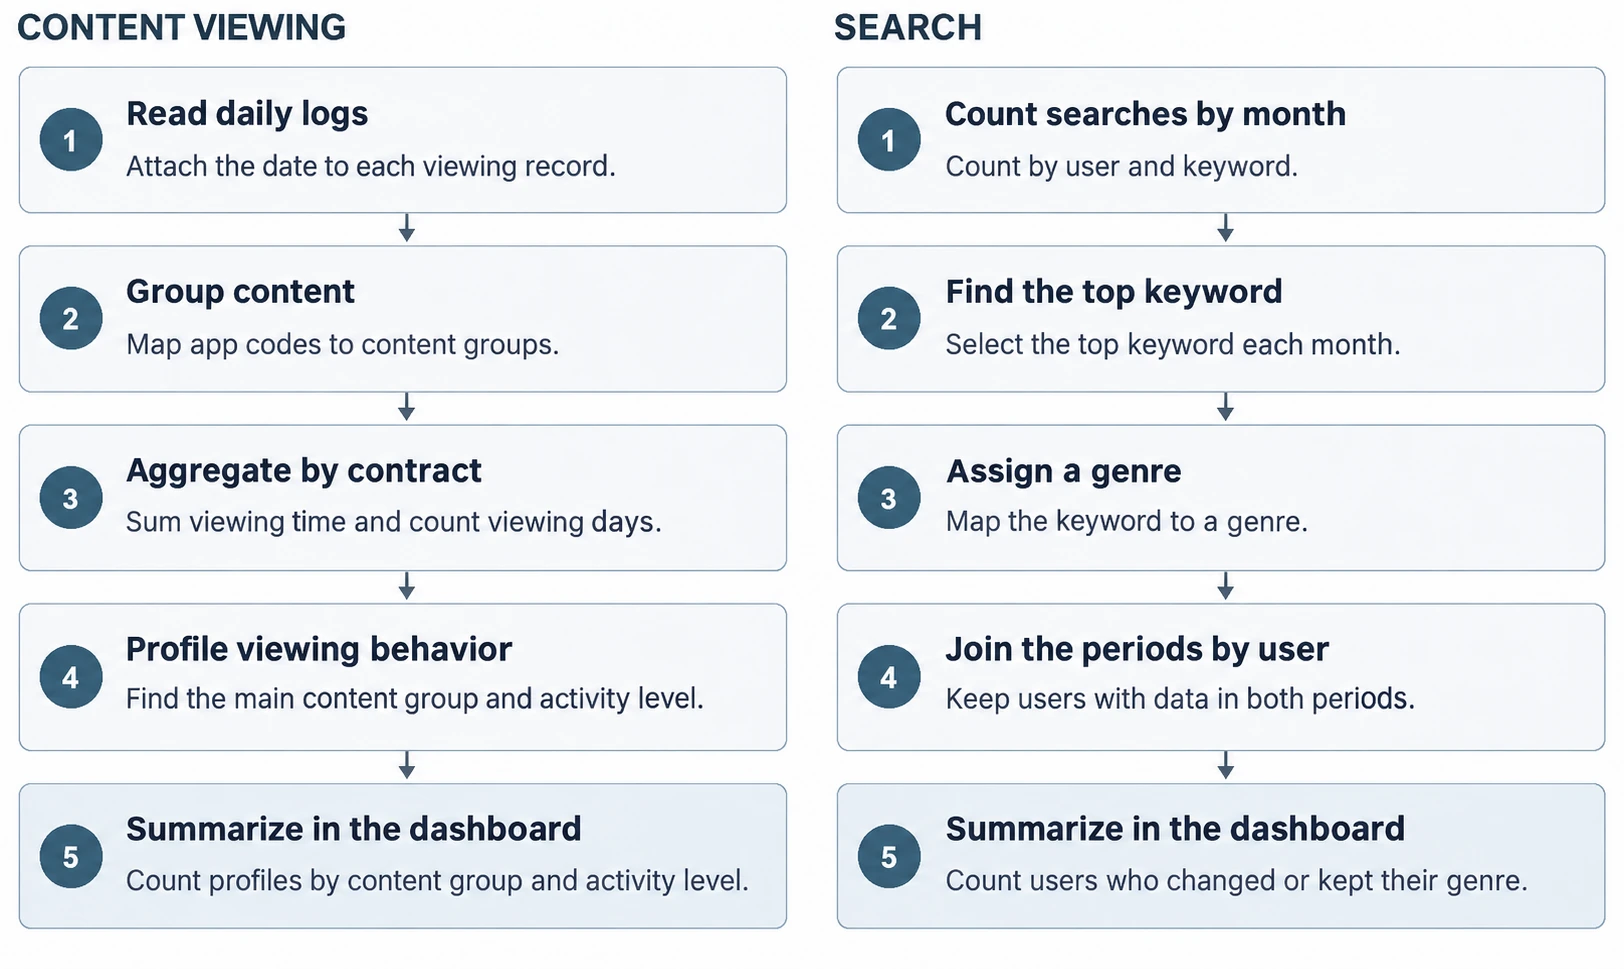 CONTENT VIEWING
1
Read daily logs
Attach the date to each viewing record.
2
Group content
Map app codes to content groups.
3
Aggregate by contract
Sum viewing time and count viewing days.
4
Profile viewing behavior
Find the main content group and activity level.
5
Summarize in the dashboard
Count profiles by content group and activity level.
SEARCH
1
Count searches by month
Count by user and keyword.
2
Find the top keyword
Select the top keyword each month.
3
Assign a genre
Map the keyword to a genre.
4
Join the periods by user
Keep users with data in both periods.
5
Summarize in the dashboard
Count users who changed or kept their genre.